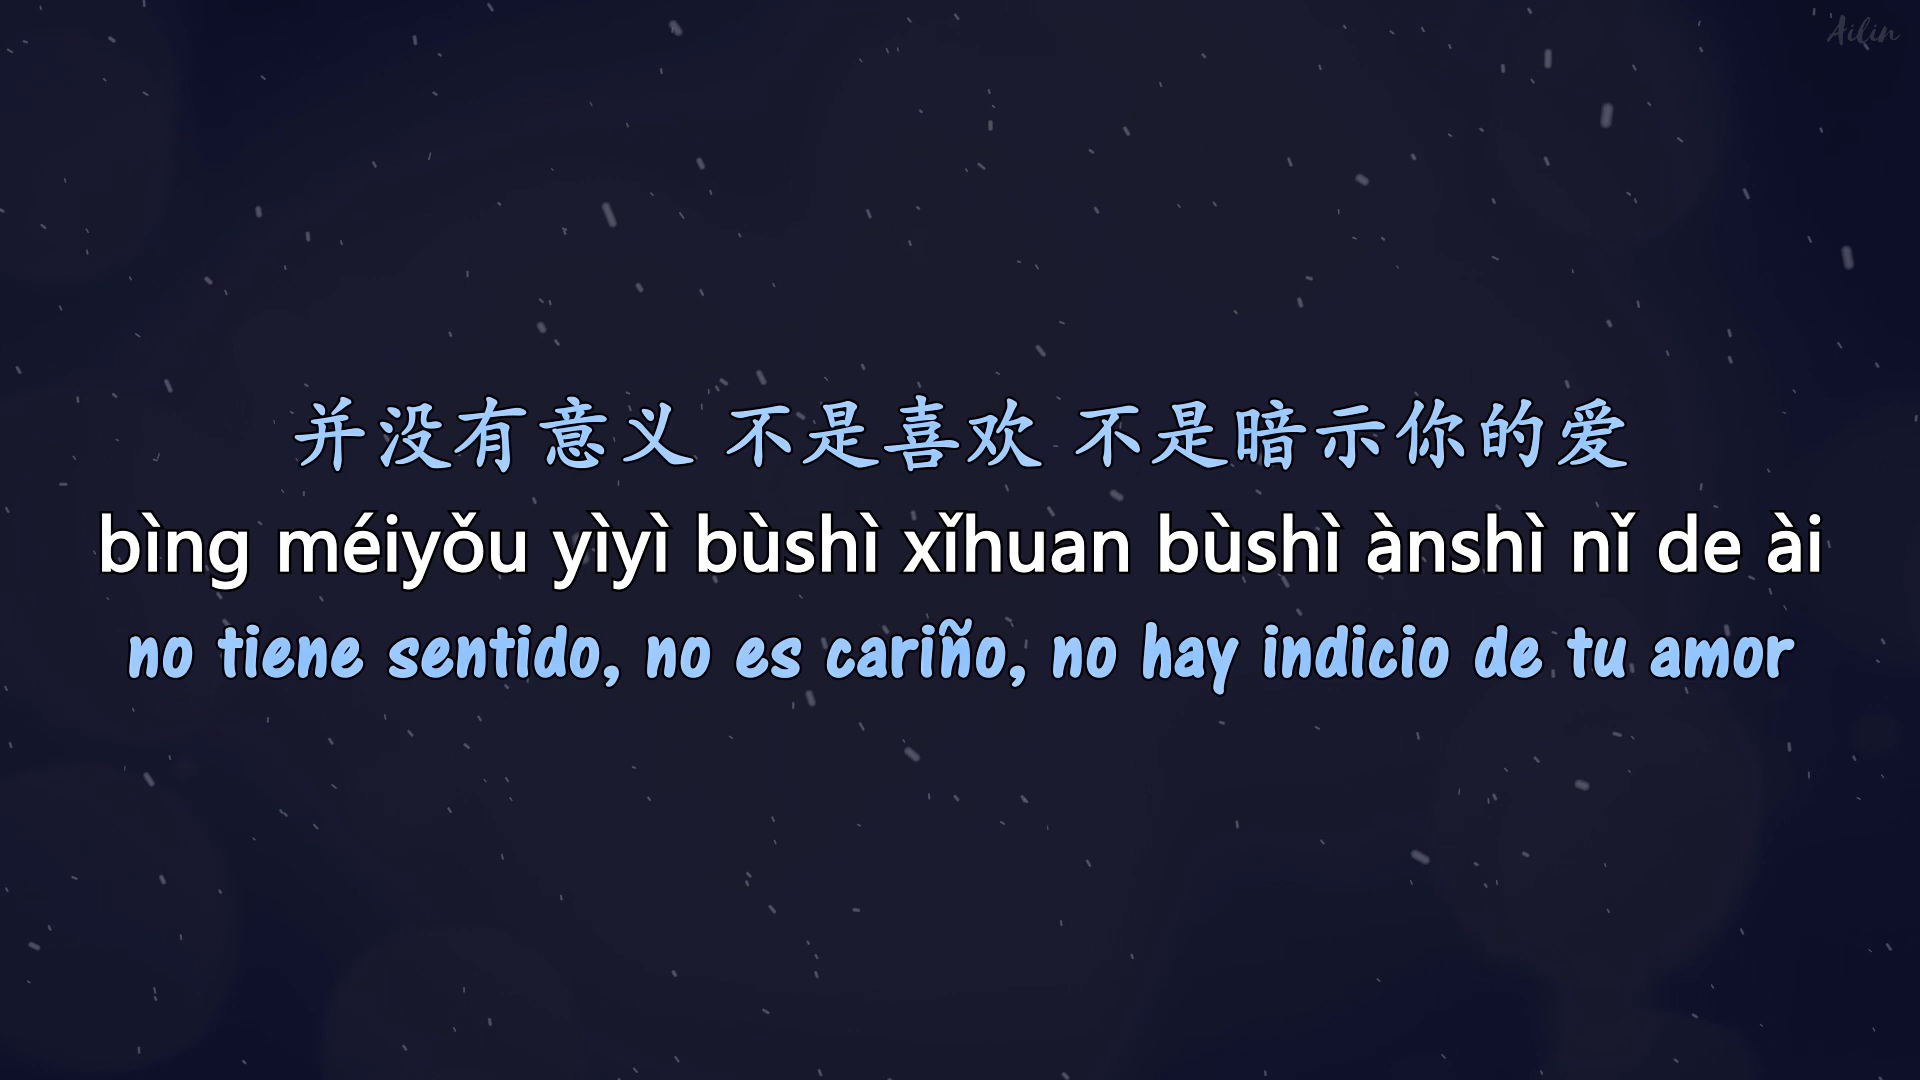 Ailin
并没有意义 不是喜欢 不是暗示你的爱
bìng méiyǒu yìyì bùshì xǐhuan bùshì ànshì nǐ de ài
no tiene sentido, no es cariño, no hay indicio de tu amor